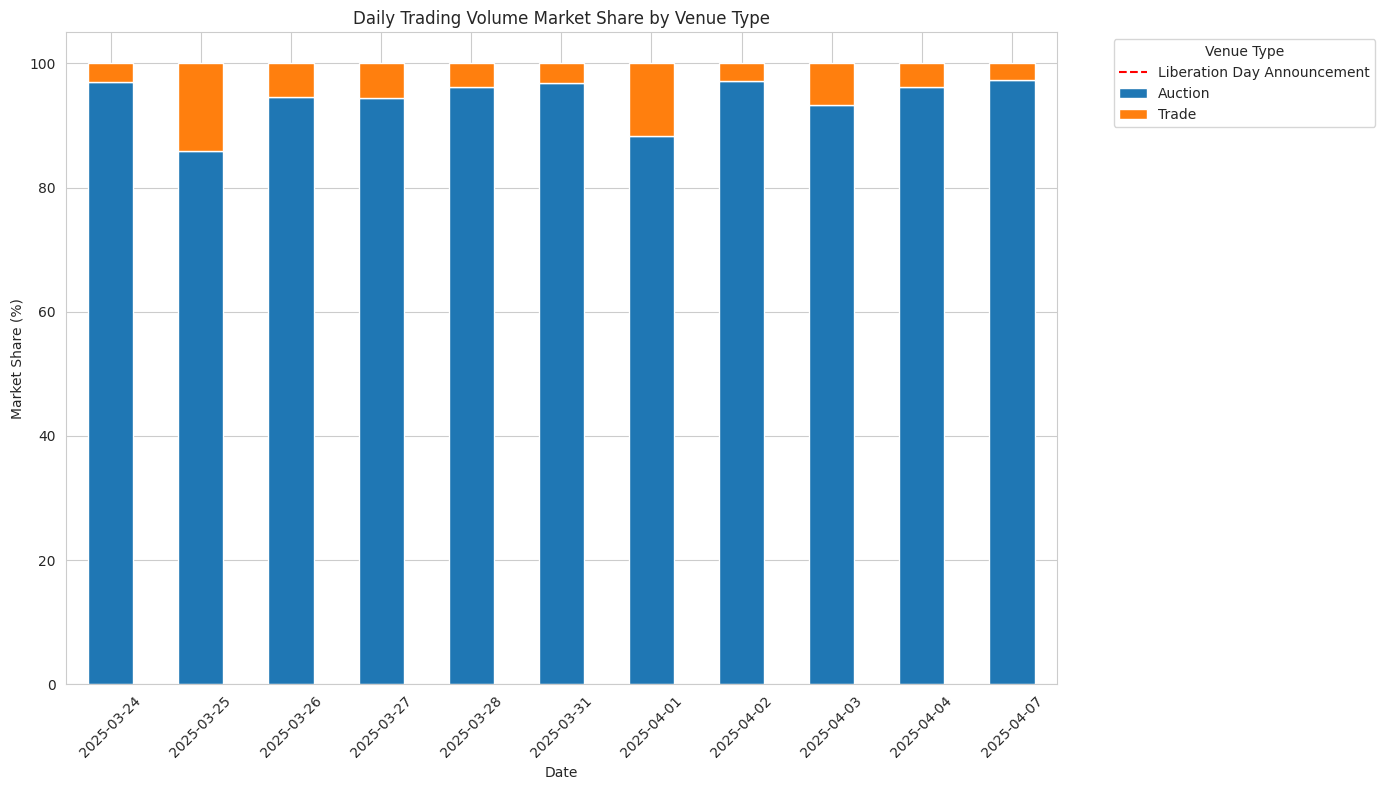 Daily Trading Volume Market Share by Venue Type
Venue Type
Liberation Day Announcement
Auction
Trade
Market Share (%)
100
80
60
40
20
0
2025-03-24
2025-03-25
2025-03-26
2025-03-27
2025-03-28
2025-03-31
2025-04-01
2025-04-02
2025-04-03
2025-04-04
2025-04-07
Date